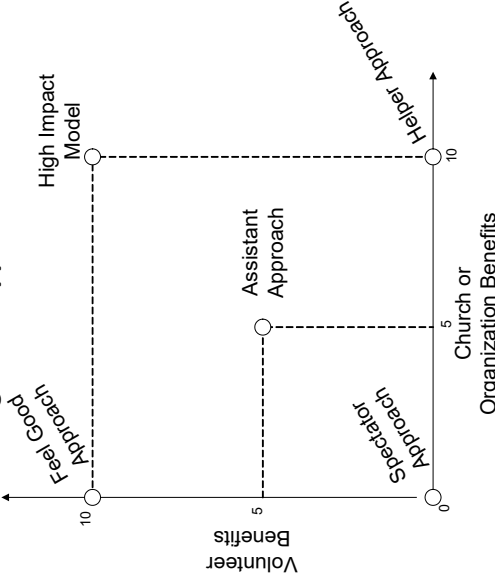 High Impact
Model
Feel Good
Approach
Helper Approach
Assistant
Approach
Spectator
Approach
10
5
0
5
10
Volunteer
Benefits
Church or
Organization Benefits